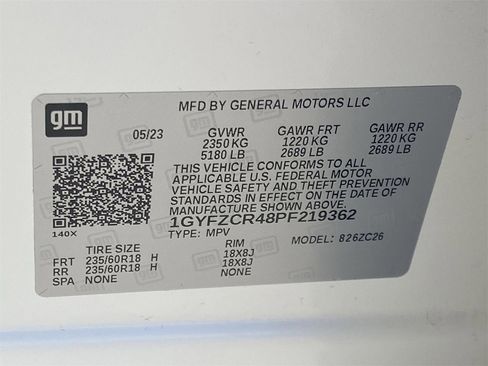 gm
MFD BY GENERAL MOTORS LLC
05/23 GVWR GAWR FRT GAWR RR
2350 KG 1220 KG 1220 KG
5180 LB 2689 LB 2689 LB
THIS VEHICLE CONFORMS TO ALL
APPLICABLE U.S. FEDERAL MOTOR
VEHICLE SAFETY AND THEFT PREVENTION
STANDARDS IN EFFECT ON THE DATE OF
MANUFACTURE SHOWN ABOVE.
1GYFZCR48PF219362
140X
TYPE: MPV MODEL: 826ZC26
TIRE SIZE RIM
FRT 235/60R18 H 18X8J
RR 235/60R18 H 18X8J
SPA NONE NONE